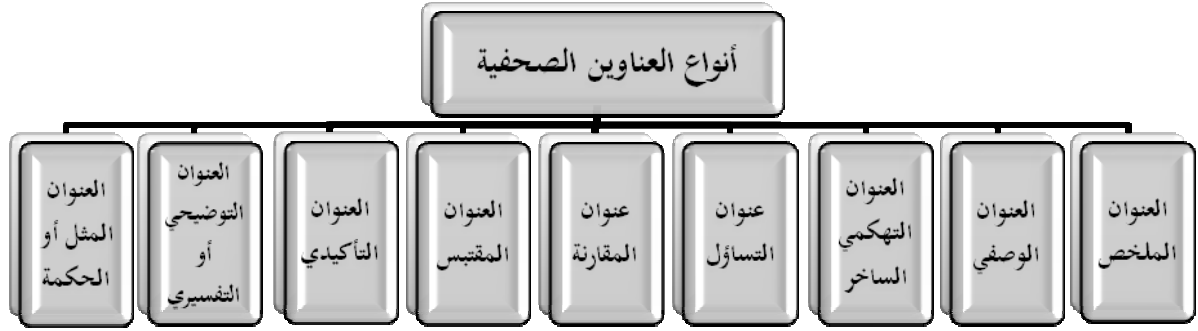 أنواع العناوين الصحفية
العنوان
الملخص
العنوان
الوصفي
العنوان
التهكمي
الساخر
عنوان
التساؤل
عنوان
المقارنة
العنوان
المقتبس
العنوان
التأكيدي
العنوان
التوضيحي
أو
التفسيري
العنوان
المثل أو
الحكمة